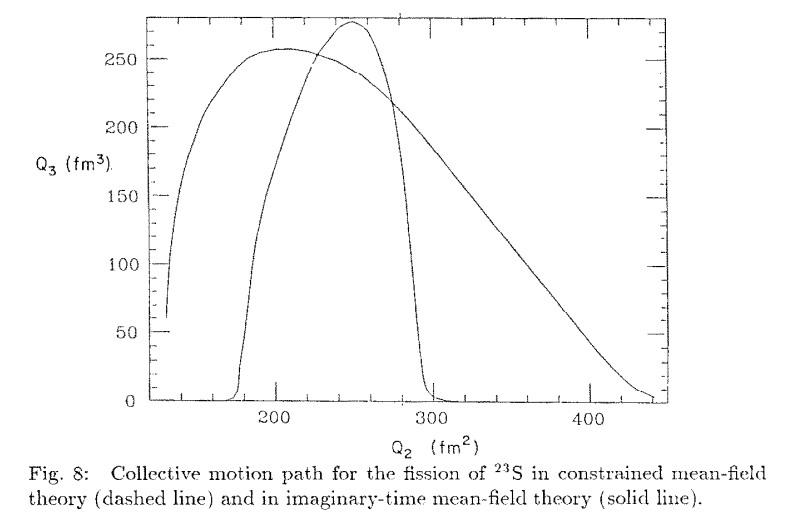 250
200
Q₃ (fm³)
150
100
50
0
200 300 400
Q₂ (fm²)
Fig. 8: Collective motion path for the fission of ²³S in constrained mean-field
theory (dashed line) and in imaginary-time mean-field theory (solid line).